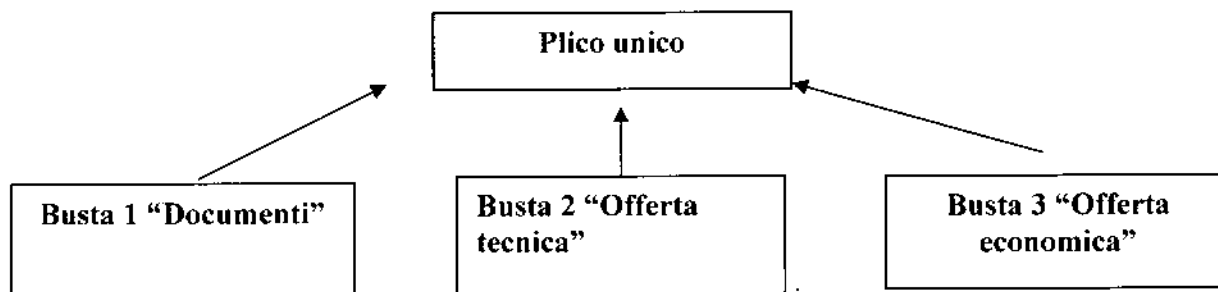 Plico unico
Busta 1 “Documenti”
Busta 2 “Offerta
tecnica”
Busta 3 “Offerta
economica”